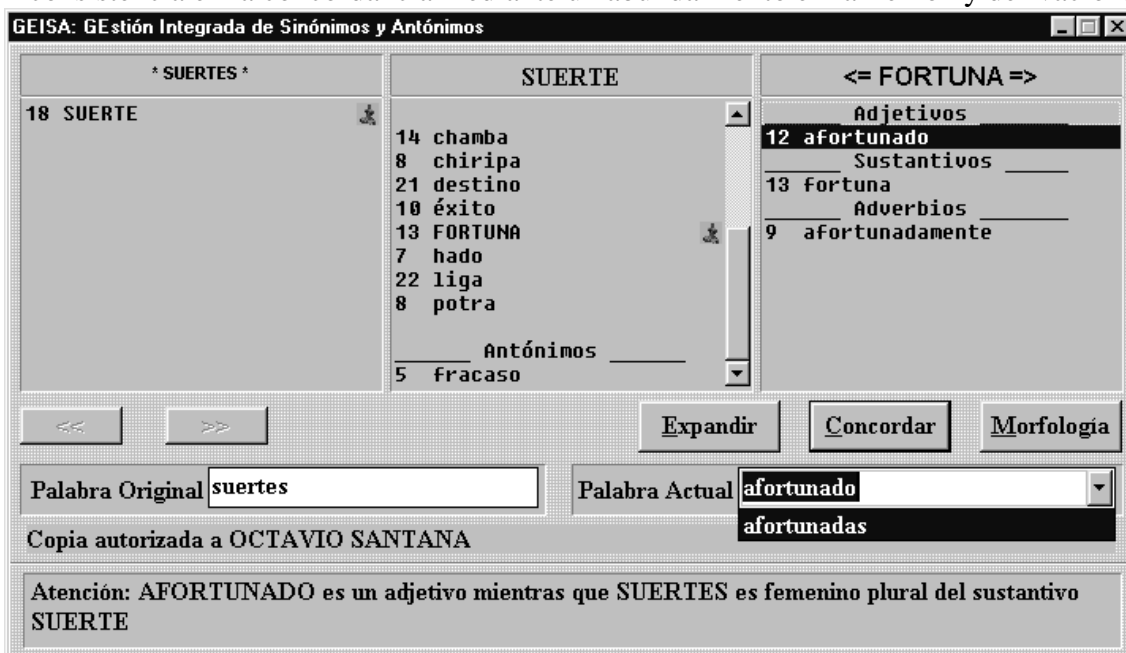 GEISA: GEstión Integrada de Sinónimos y Antónimos
* SUERTES *
SUERTE
<= FORTUNA =>
18 SUERTE
14 chamba
8 chiripa
21 destino
10 éxito
13 FORTUNA
7 hado
22 liga
8 potra
Antónimos
5 fracaso
Adjetivos
12 afortunado
Sustantivos
13 fortuna
Adverbios
9 afortunadamente
<<
>>
Expandir
Concordar
Morfología
Palabra Original suertes
Palabra Actual afortunado
afortunadas
Copia autorizada a OCTAVIO SANTANA
Atención: AFORTUNADO es un adjetivo mientras que SUERTES es femenino plural del sustantivo
SUERTE